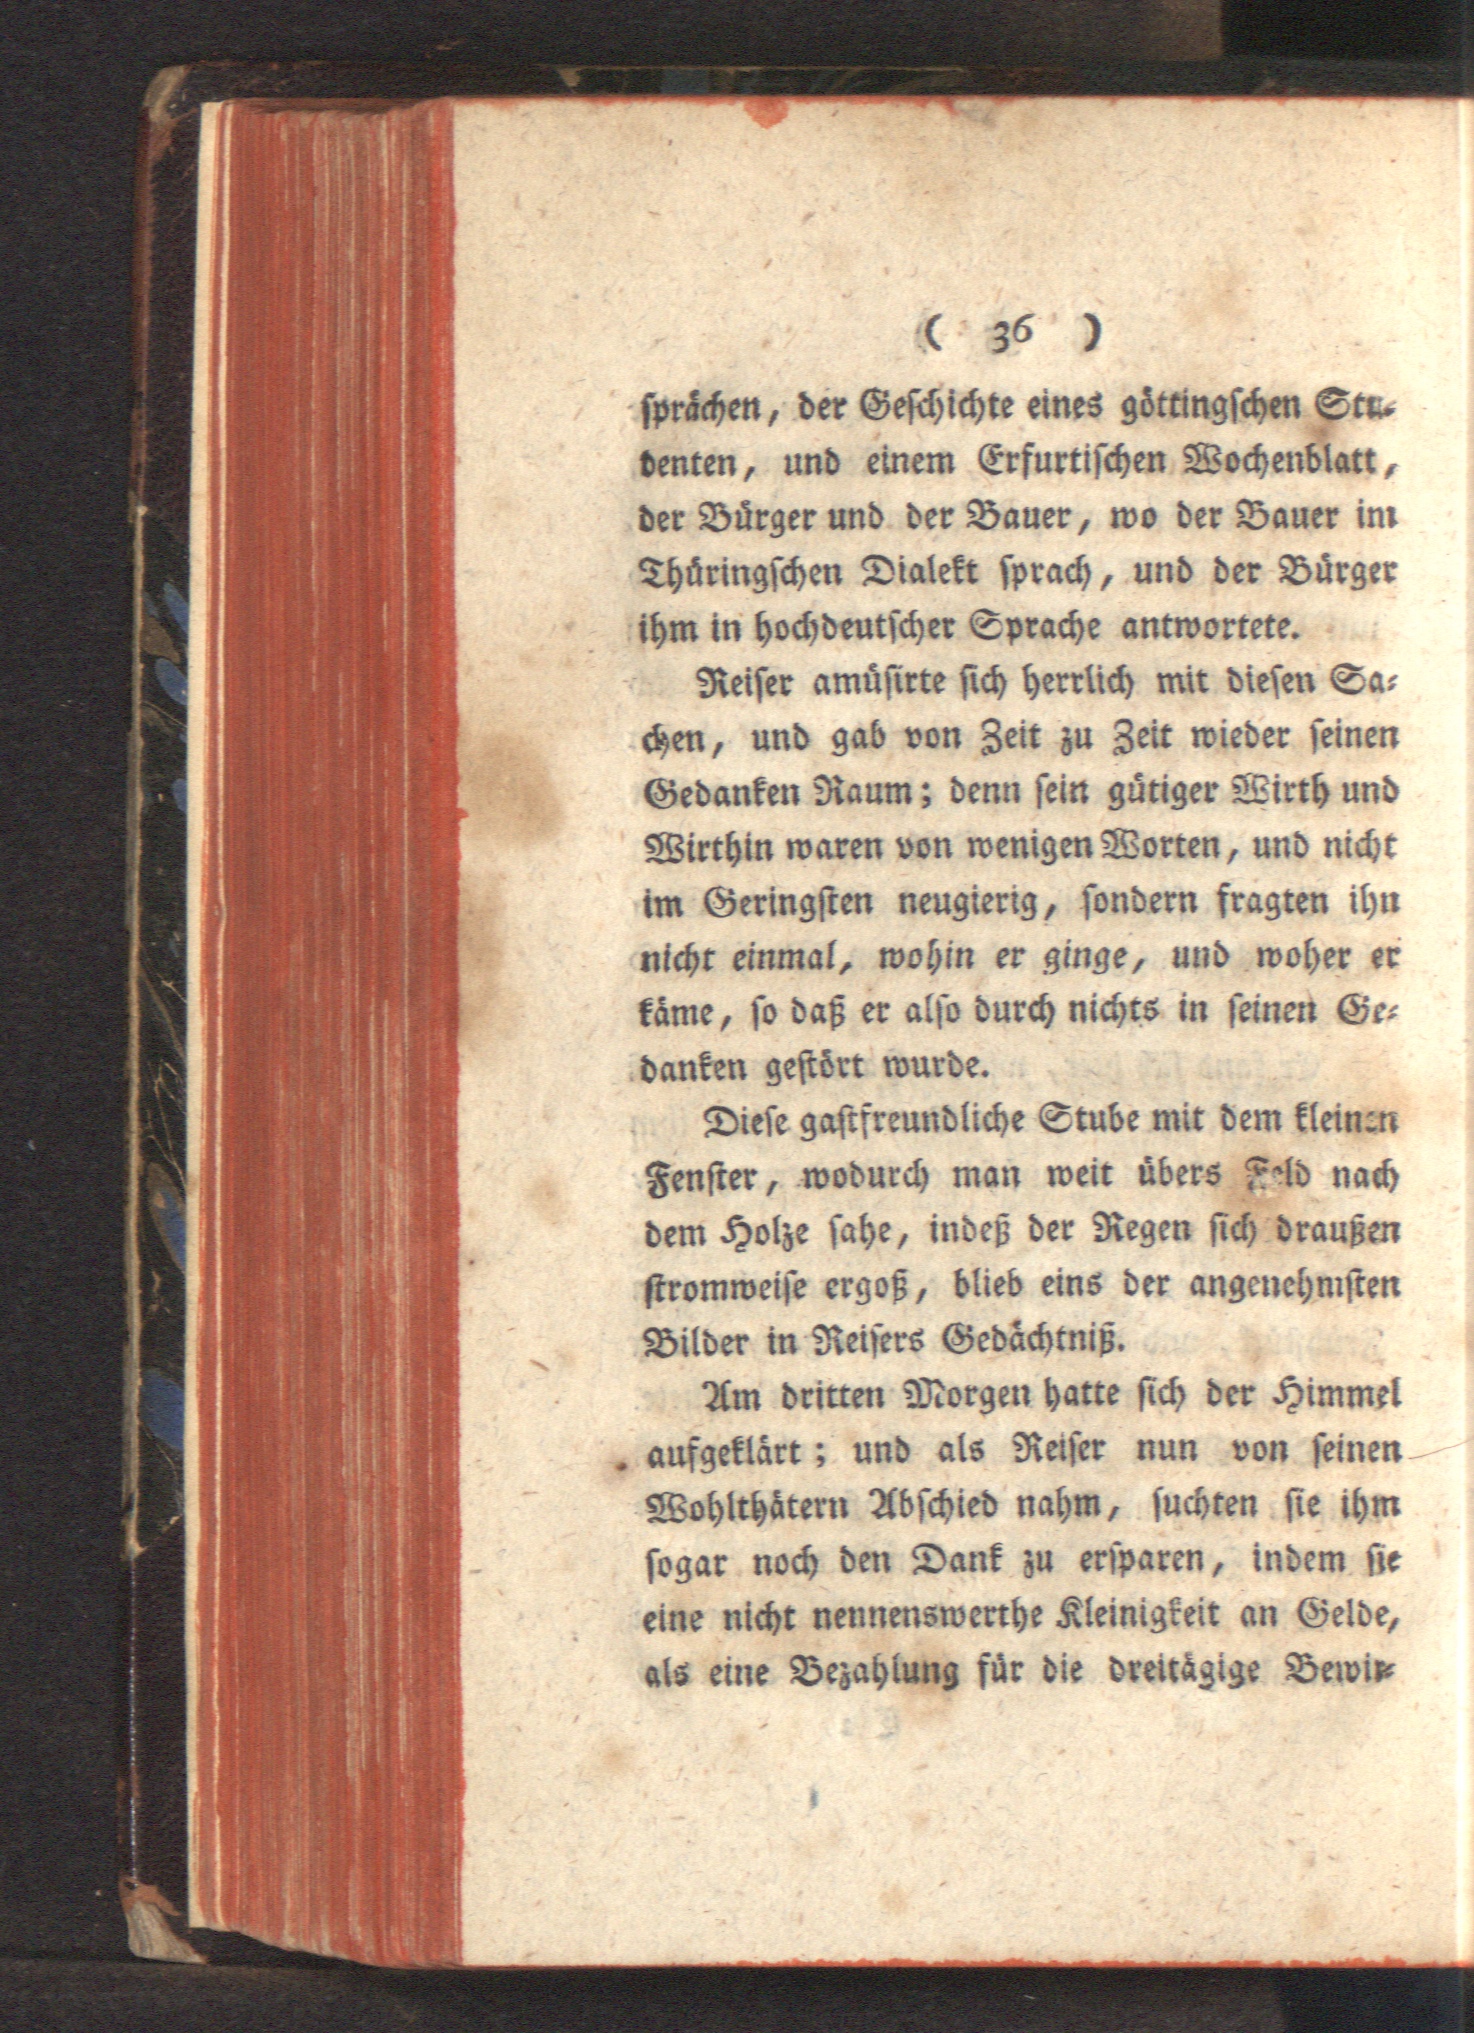 ( 36 )
ſprächen, der Geſchichte eines göttingſchen Stu-
denten, und einem Erfurtiſchen Wochenblatt,
der Bürger und der Bauer, wo der Bauer im
Thüringſchen Dialekt ſprach, und der Bürger
ihm in hochdeutſcher Sprache antwortete.
Reiſer amüſirte ſich herrlich mit dieſen Sa-
chen, und gab von Zeit zu Zeit wieder ſeinen
Gedanken Raum; denn ſein gütiger Wirth und
Wirthin waren von wenigen Worten, und nicht
im Geringſten neugierig, ſondern fragten ihn
nicht einmal, wohin er ginge, und woher er
käme, ſo daß er alſo durch nichts in ſeinen Ge-
danken geſtört wurde.
Dieſe gaſtfreundliche Stube mit dem kleinen
Fenſter, wodurch man weit übers Feld nach
dem Holze ſahe, indeß der Regen ſich draußen
ſtromweiſe ergoß, blieb eins der angenehmſten
Bilder in Reiſers Gedächtniß.
Am dritten Morgen hatte ſich der Himmel
aufgeklärt; und als Reiſer nun von ſeinen
Wohlthätern Abſchied nahm, ſuchten ſie ihm
ſogar noch den Dank zu erſparen, indem ſie
eine nicht nennenswerthe Kleinigkeit an Gelde,
als eine Bezahlung für die dreitägige Bewir-